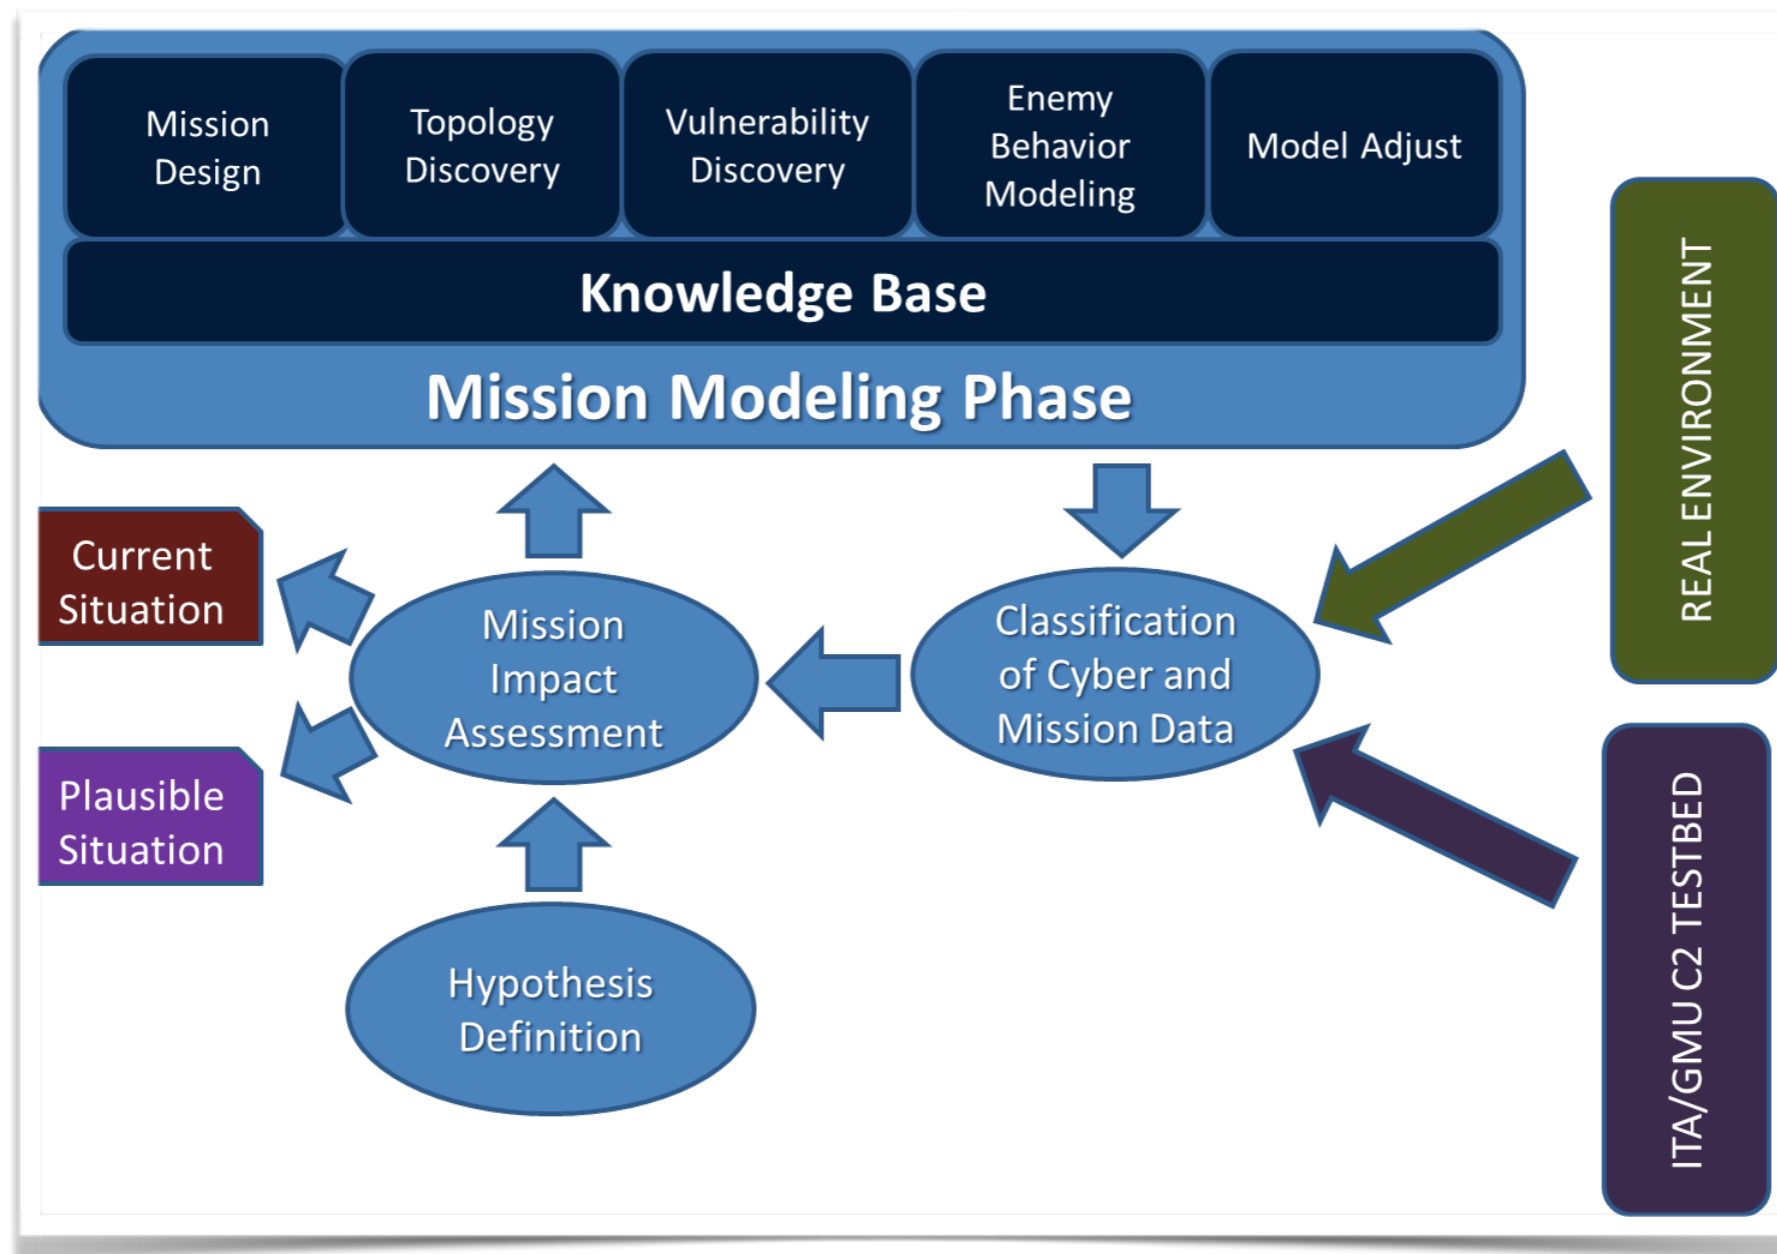 Mission
Design
Topology
Discovery
Vulnerability
Discovery
Enemy
Behavior
Modeling
Model Adjust
Knowledge Base
Mission Modeling Phase
REAL ENVIRONMENT
Current
Situation
Mission
Impact
Assessment
Classification
of Cyber and
Mission Data
Plausible
Situation
ITA/GMU C2 TESTBED
Hypothesis
Definition